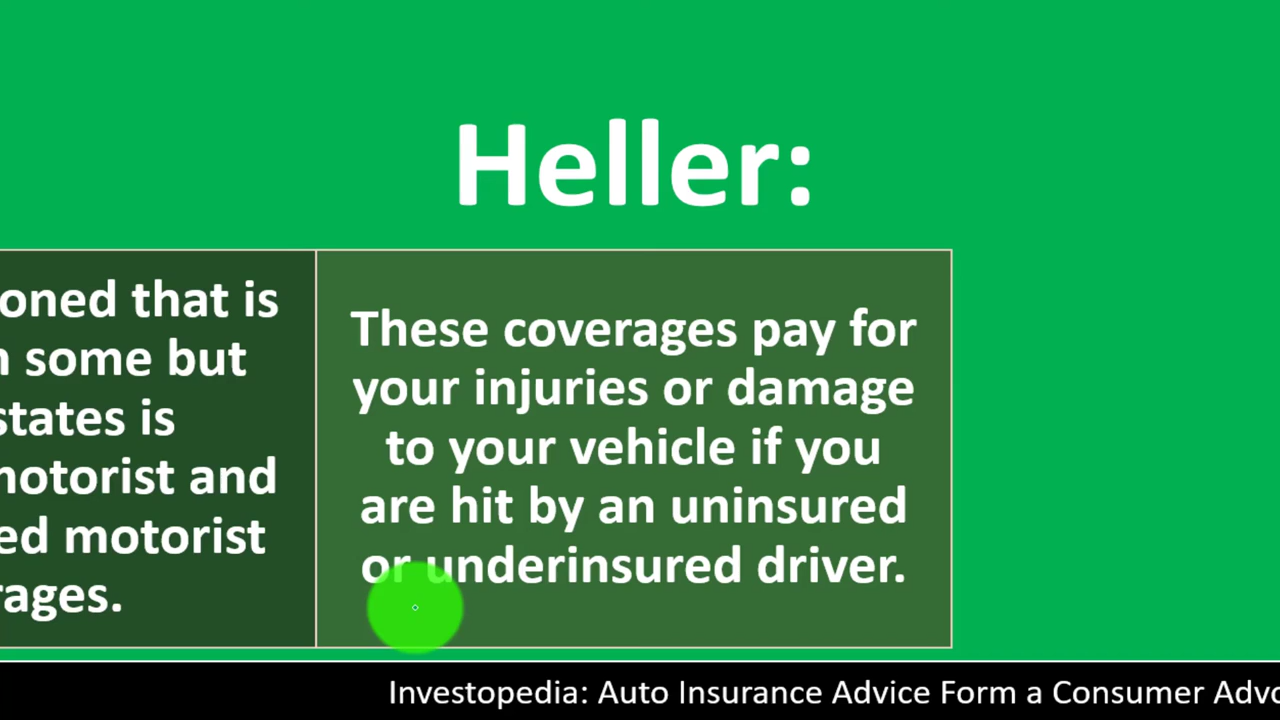 Heller:
oned that is
some but
states is
motorist and
ed motorist
rages.
These coverages pay for
your injuries or damage
to your vehicle if you
are hit by an uninsured
or underinsured driver.
Investopedia: Auto Insurance Advice Form a Consumer Advo